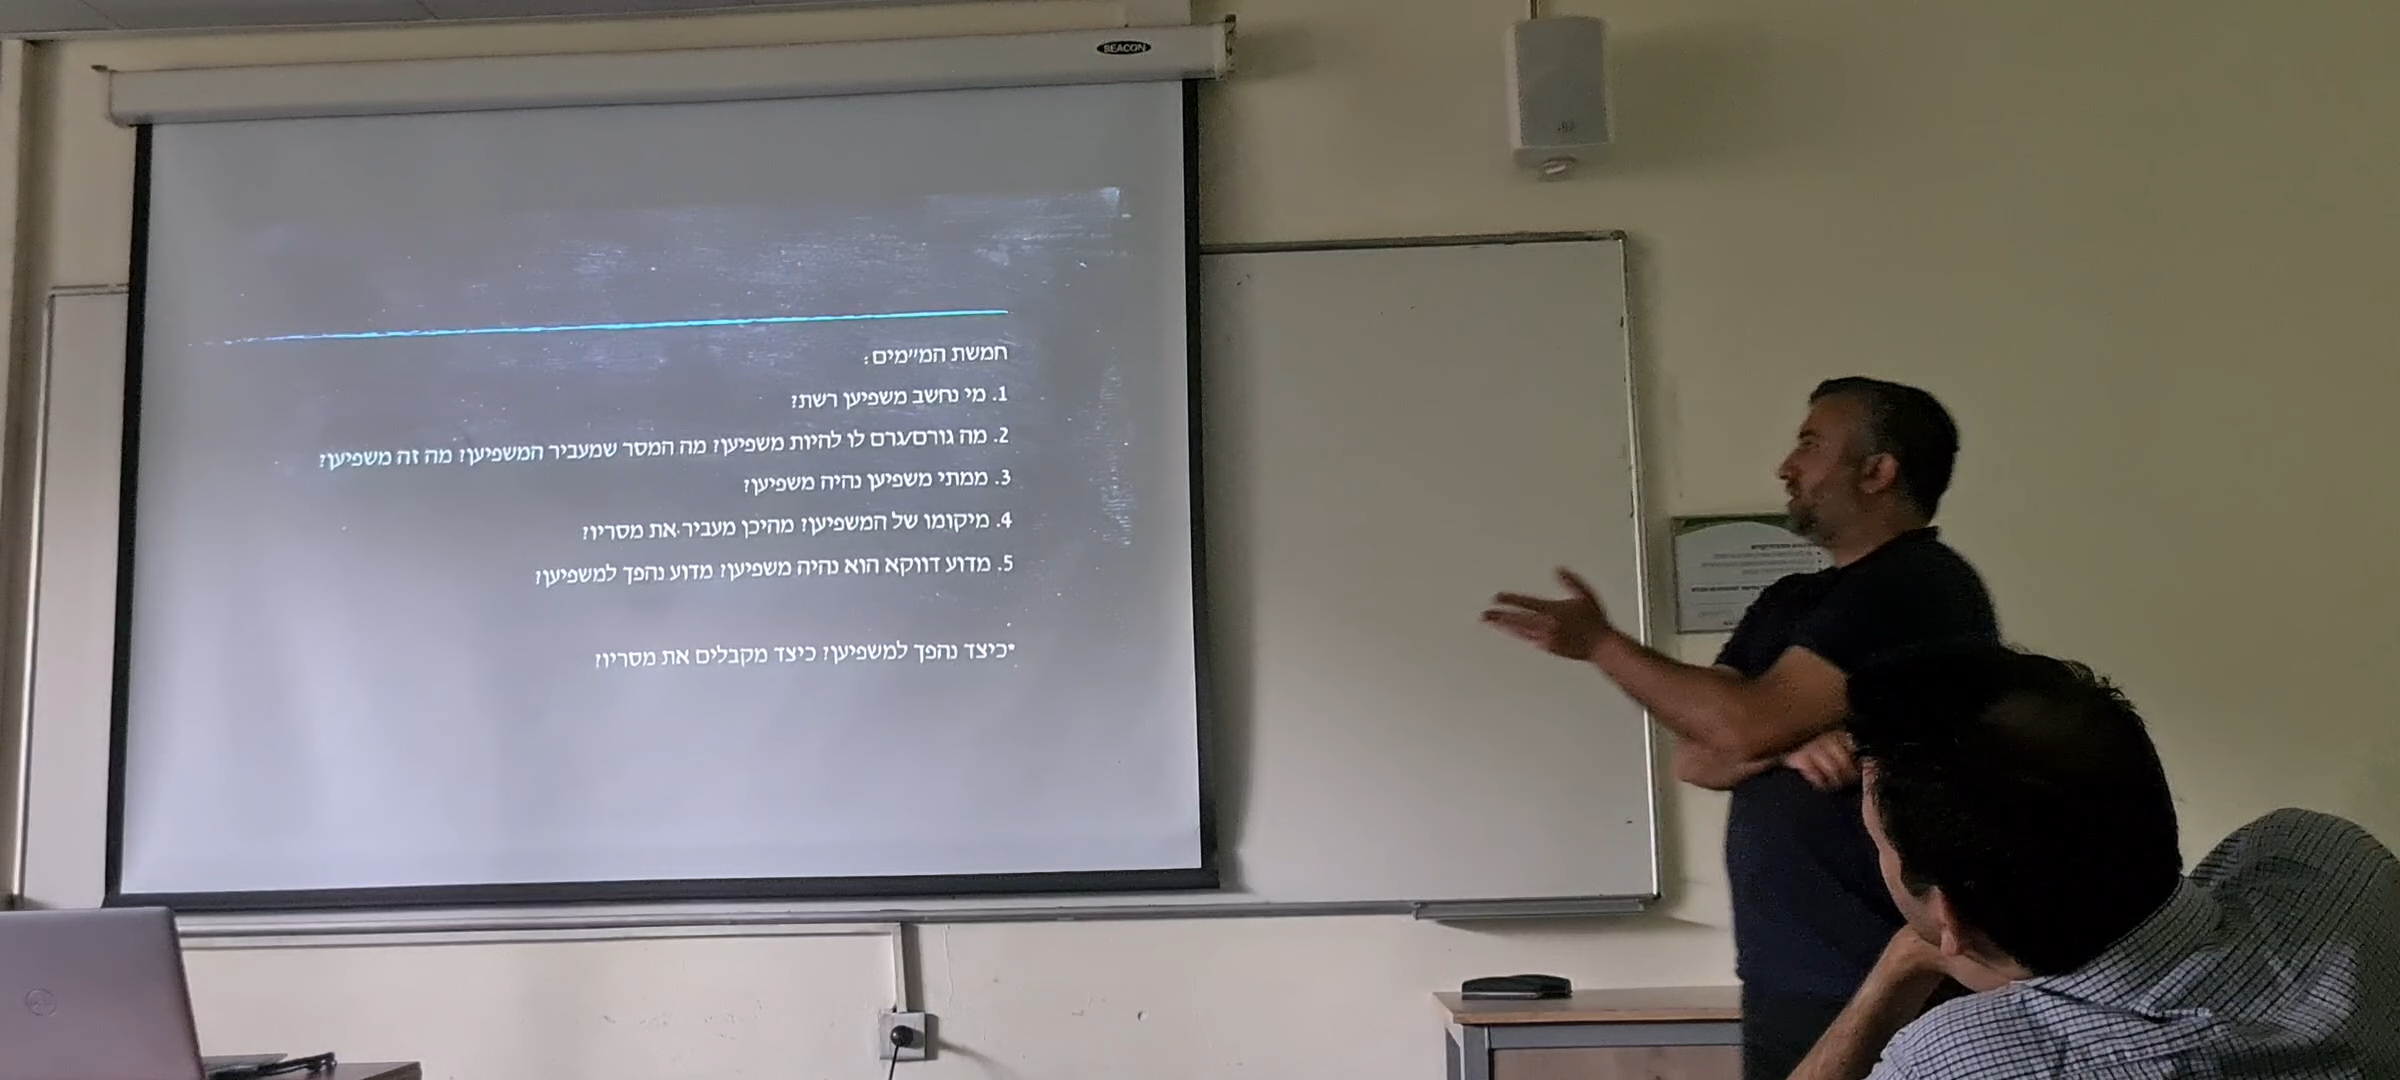 BEACON
חמשת המ״מים:
1. מי נחשב משפיען רשת?
2. מה גורם/גרם לו להיות משפיען? מה המסר שמעביר המשפיען? מה זה משפיען?
3. ממתי משפיען נהיה משפיען?
4. מיקומו של המשפיען? מהיכן מעביר את מסריו?
5. מדוע דווקא הוא נהיה משפיען? מדוע נהפך למשפיען?
*כיצד נהפך למשפיען? כיצד מקבלים את מסריו?